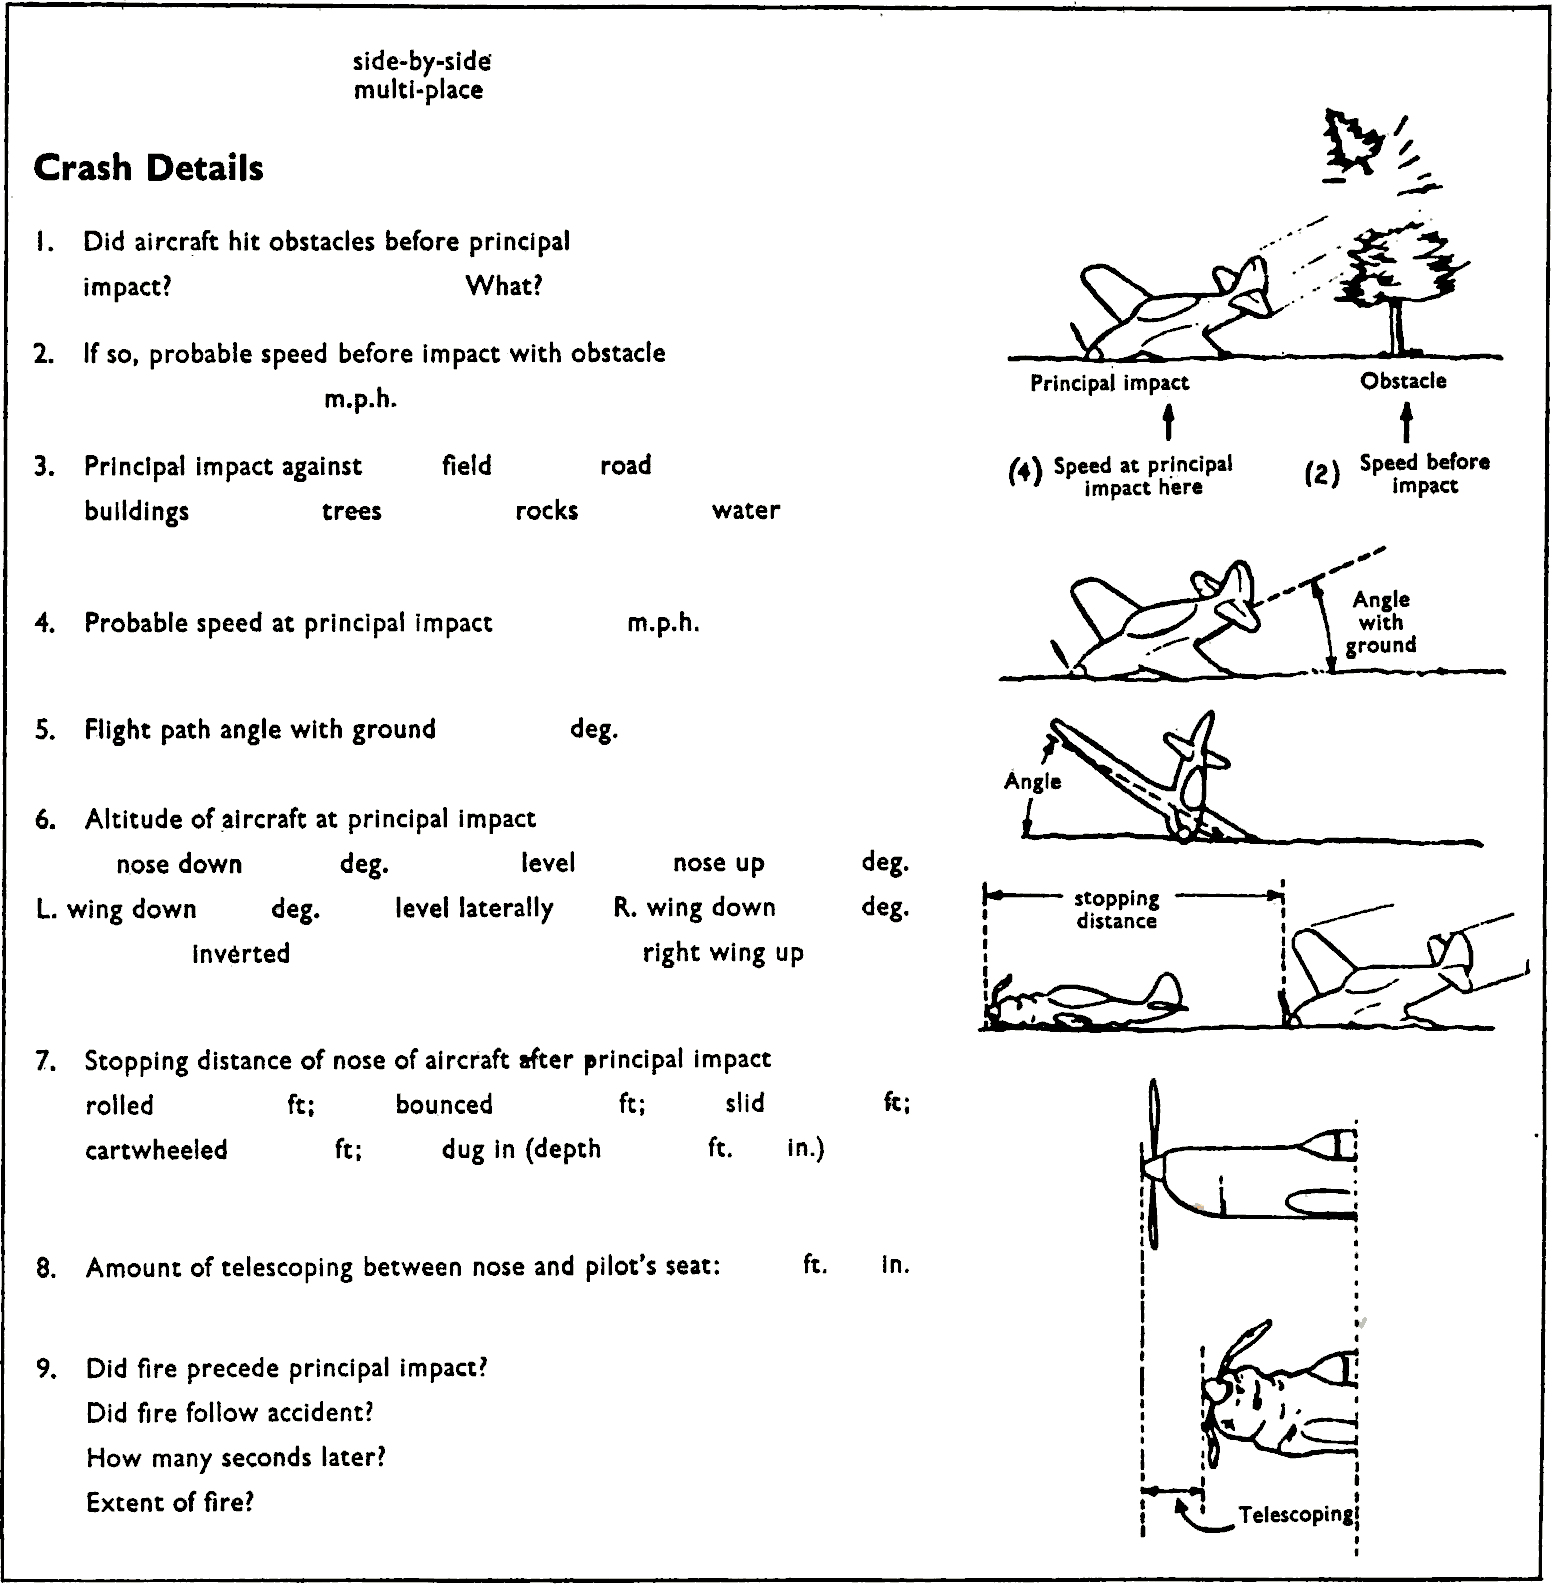 side-by-side
multi-place
Crash Details
1. Did aircraft hit obstacles before principal
impact? What?
2. If so, probable speed before impact with obstacle
m.p.h.
3. Principal impact against field road
buildings trees rocks water
4. Probable speed at principal impact m.p.h.
5. Flight path angle with ground deg.
6. Altitude of aircraft at principal impact
nose down deg. level nose up deg.
L. wing down deg. level laterally R. wing down deg.
inverted right wing up
7. Stopping distance of nose of aircraft after principal impact
rolled ft; bounced ft; slid ft;
cartwheeled ft; dug in (depth ft. in.)
8. Amount of telescoping between nose and pilot's seat: ft. in.
9. Did fire precede principal impact?
Did fire follow accident?
How many seconds later?
Extent of fire?
Principal impact Obstacle
(4) Speed at principal
impact here
(2) Speed before
impact
Angle
with
ground
Angle
stopping
distance
Telescoping